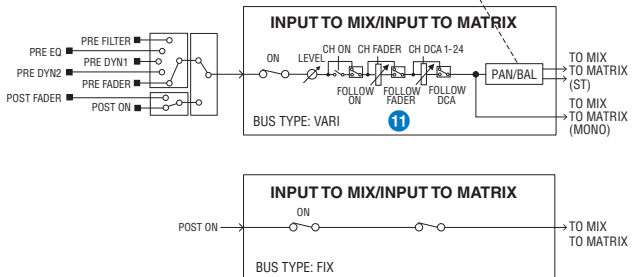 INPUT TO MIX/INPUT TO MATRIX
PRE FILTER
PRE EQ
PRE DYN1
PRE DYN2
PRE FADER
POST FADER
POST ON
ON
LEVEL
CH ON
CH FADER
CH DCA 1-24
FOLLOW
ON
FOLLOW
FADER
FOLLOW
DCA
PAN/BAL
TO MIX
TO MATRIX
(ST)
TO MIX
TO MATRIX
(MONO)
BUS TYPE: VARI
11
INPUT TO MIX/INPUT TO MATRIX
ON
POST ON
TO MIX
TO MATRIX
BUS TYPE: FIX